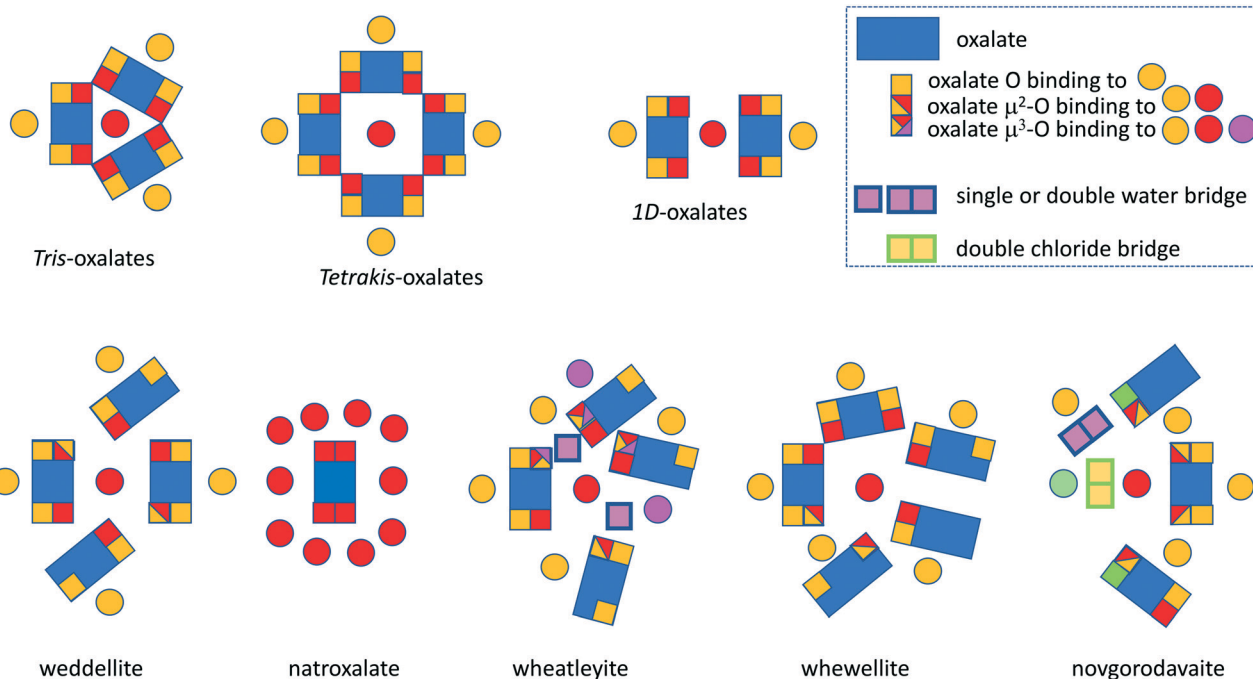 oxalate
oxalate O binding to
oxalate μ²-O binding to
oxalate μ³-O binding to
single or double water bridge
double chloride bridge
Tris-oxalates
Tetrakis-oxalates
1D-oxalates
weddellite
natroxalate
wheatleyite
whewellite
novgorodavaite